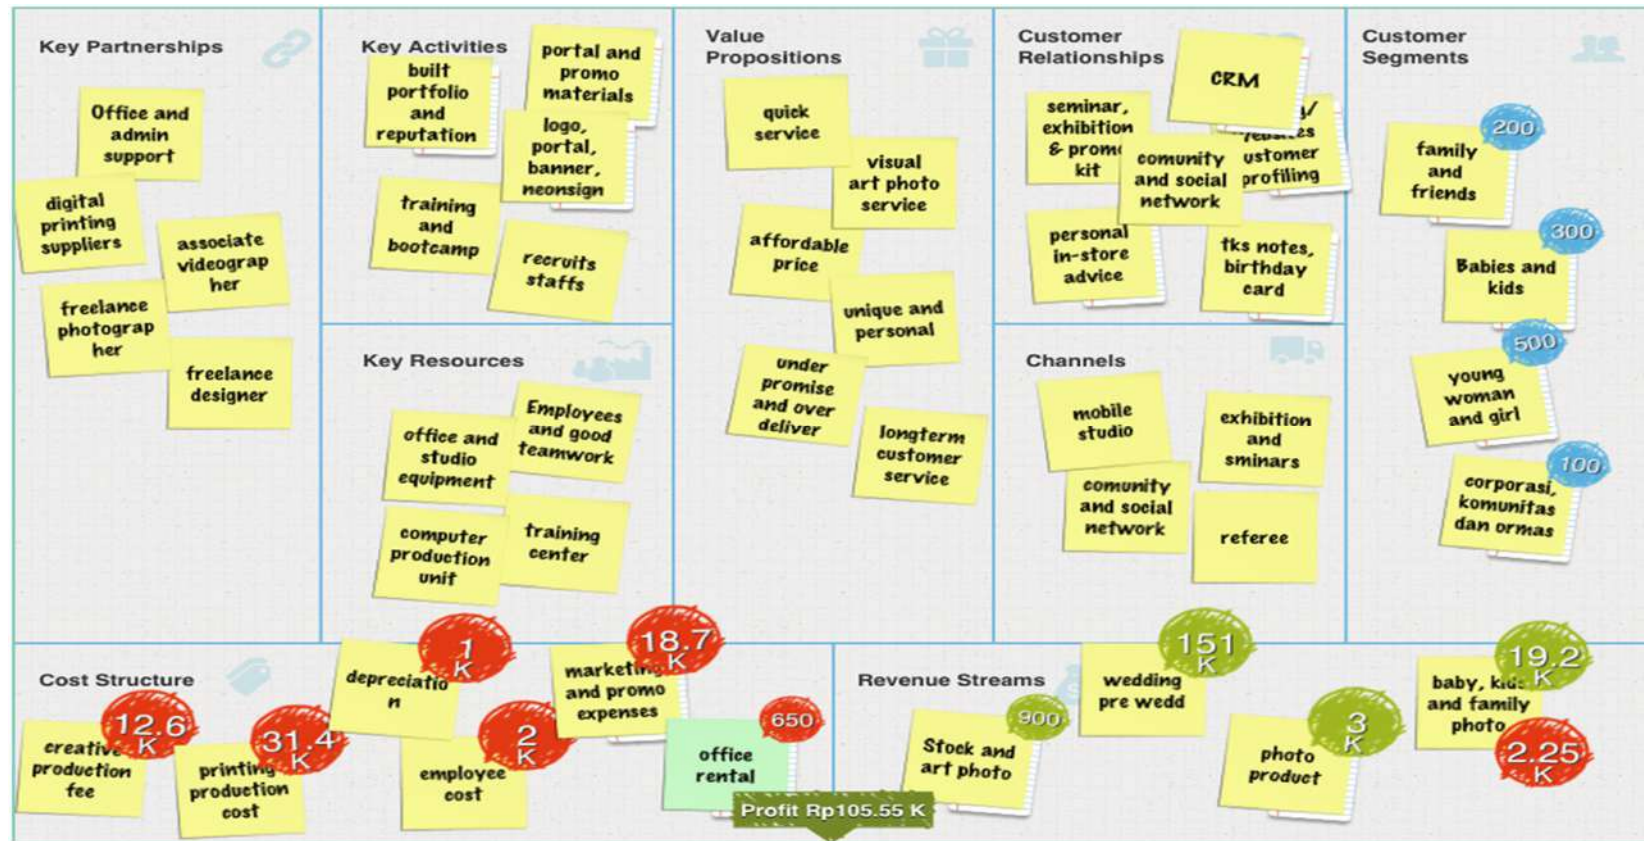 Key Partnerships
Office and
admin
support
digital
printing
suppliers
associate
videograp
her
freelance
photograp
her
freelance
designer
Key Activities
built
portfolio
and
reputation
portal and
promo
materials
logo,
portal,
banner,
neonsign
training
and
bootcamp
recruits
staffs
Key Resources
Employees
and good
teamwork
office and
studio
equipment
computer
production
unit
training
center
Value
Propositions
quick
service
visual
art photo
service
affordable
price
unique and
personal
under
promise
and over
deliver
longterm
customer
service
Customer
Relationships
CRM
seminar,
exhibition
& promo
kit
comunity
and social
network
profiling
personal
in-store
advice
tks notes,
birthday
card
Channels
mobile
studio
exhibition
and
sminars
comunity
and social
network
referee
Customer
Segments
200
family
and
friends
300
Babies and
kids
500
young
woman
and girl
100
corporasi,
komunitas
dan ormas
Cost Structure
12.6
K
creative
production
fee
31.4
K
printing
production
cost
1
K
depreciatio
n
2
K
employee
cost
18.7
K
marketing
and promo
expenses
650
office
rental
Profit Rp105.55 K
Revenue Streams
900
Stock and
art photo
151
K
wedding
pre wedd
3
K
photo
product
19.2
K
baby, kids
and family
photo
2.25
K